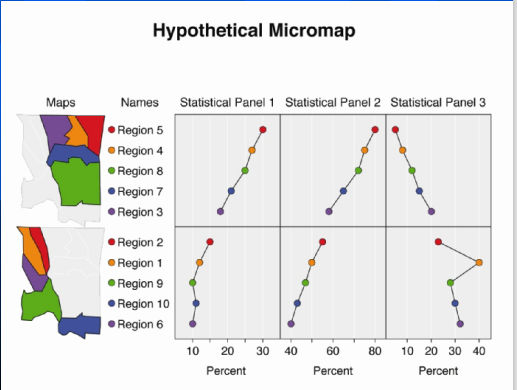 Hypothetical Micromap
Maps Names Statistical Panel 1 Statistical Panel 2 Statistical Panel 3
Region 5
Region 4
Region 8
Region 7
Region 3
Region 2
Region 1
Region 9
Region 10
Region 6
10 20 30 40 60 80 10 20 30 40
Percent Percent Percent